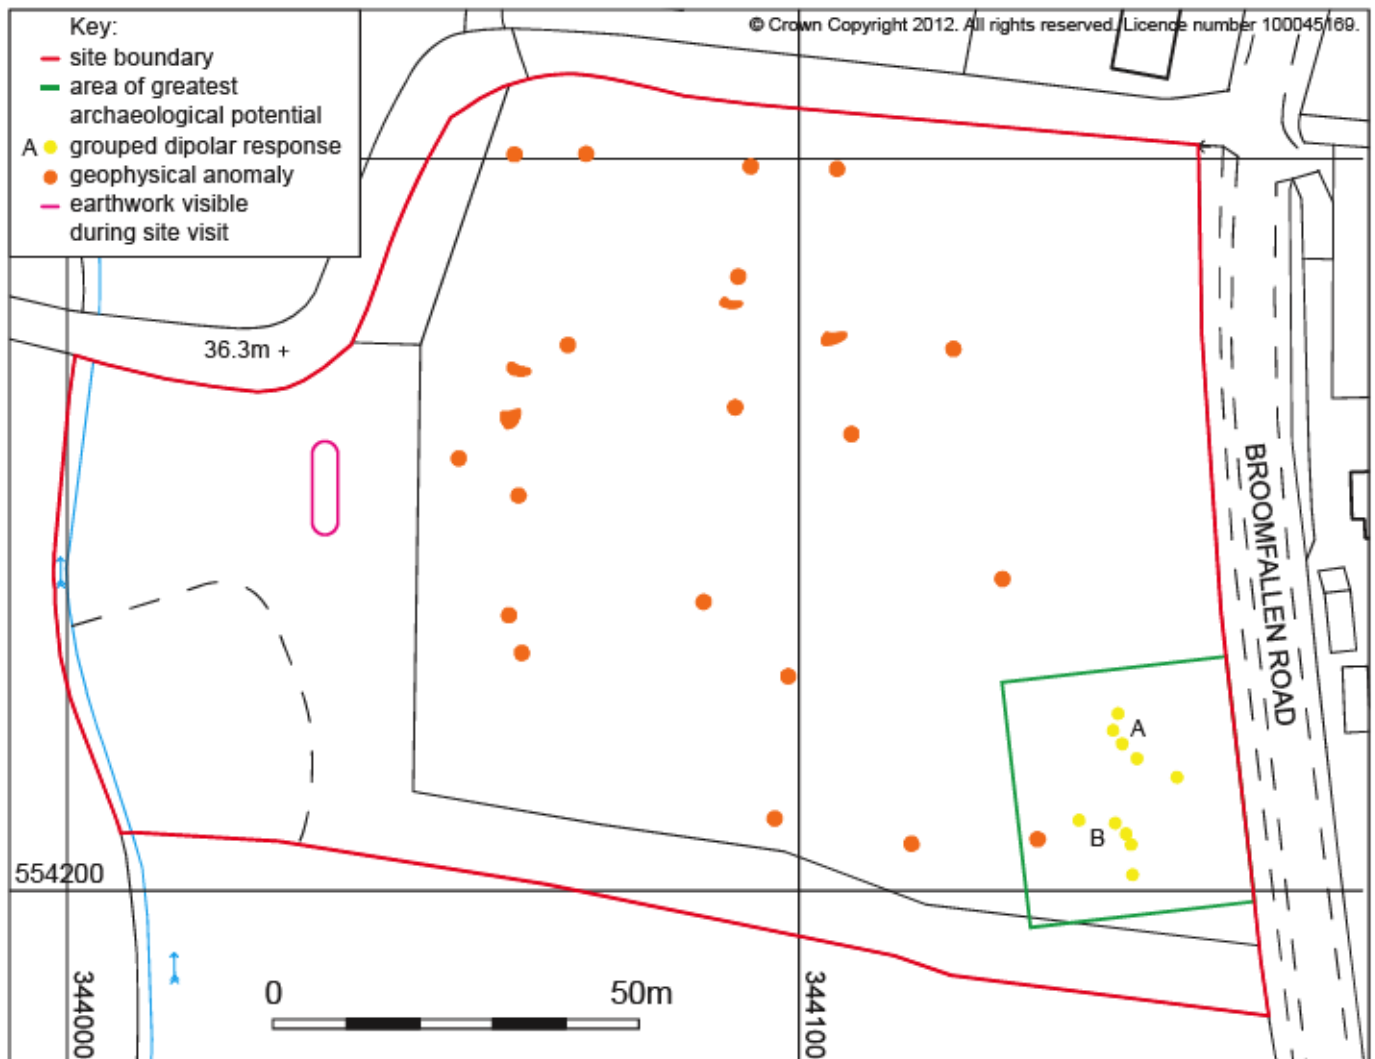 © Crown Copyright 2012. All rights reserved. Licence number 100045169.
Key:
site boundary
area of greatest
archaeological potential
A grouped dipolar response
geophysical anomaly
earthwork visible
during site visit
36.3m +
BROOMFALLEN ROAD
A
B
554200
0 50m
344000
344100